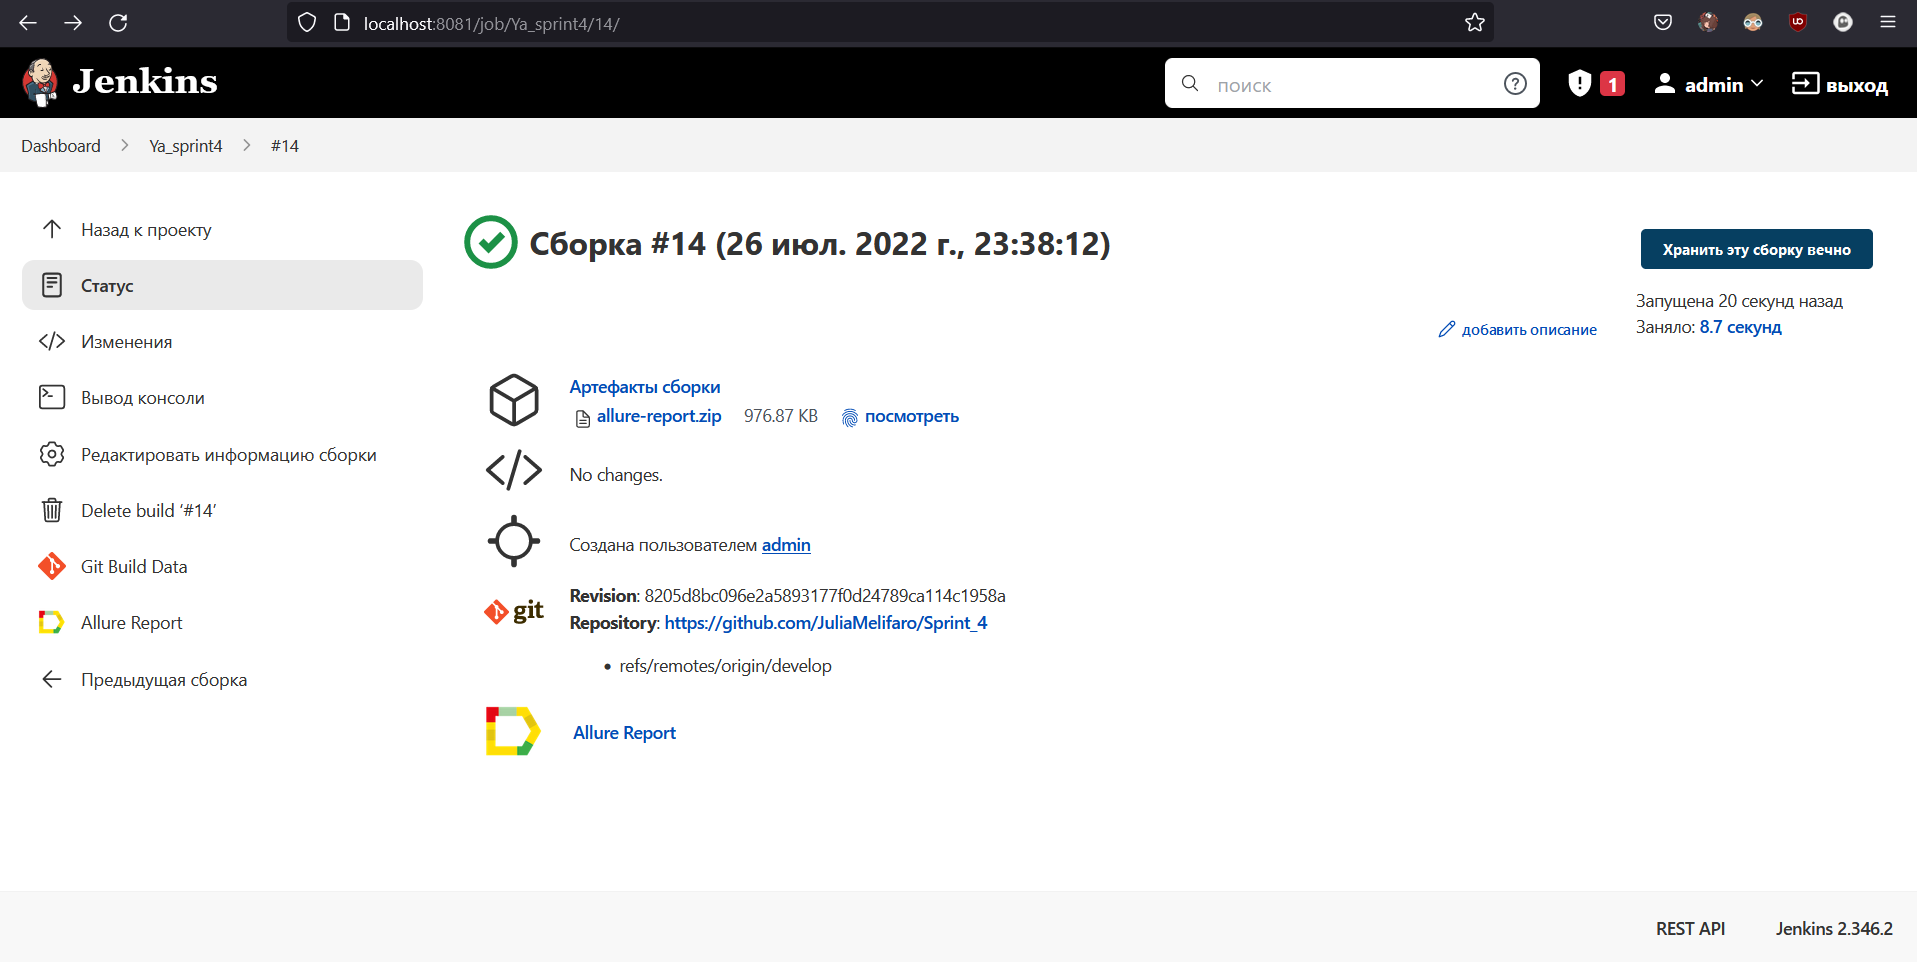 localhost:8081/job/Ya_sprint4/14/
Jenkins
поиск
1
admin
выход
Dashboard
Ya_sprint4
#14
Назад к проекту
Статус
Изменения
Вывод консоли
Редактировать информацию сборки
Delete build ‘#14’
Git Build Data
Allure Report
Предыдущая сборка
Сборка #14 (26 июл. 2022 г., 23:38:12)
Хранить эту сборку вечно
Запущена 20 секунд назад
Заняло: 8.7 секунд
добавить описание
Артефакты сборки
allure-report.zip 976.87 KB посмотреть
No changes.
Создана пользователем admin
git
Revision: 8205d8bc096e2a5893177f0d24789ca114c1958a
Repository: https://github.com/JuliaMelifaro/Sprint_4
• refs/remotes/origin/develop
Allure Report
REST API
Jenkins 2.346.2